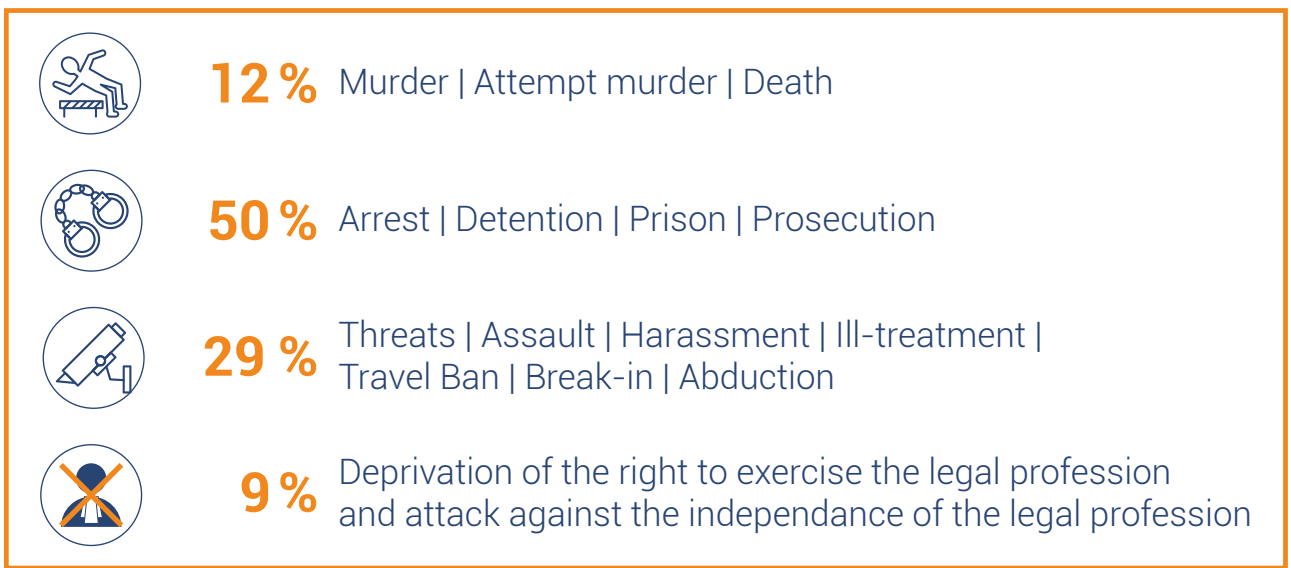 12 % Murder | Attempt murder | Death
50 % Arrest | Detention | Prison | Prosecution
29 % Threats | Assault | Harassment | Ill-treatment |
Travel Ban | Break-in | Abduction
9 % Deprivation of the right to exercise the legal profession
and attack against the independance of the legal profession